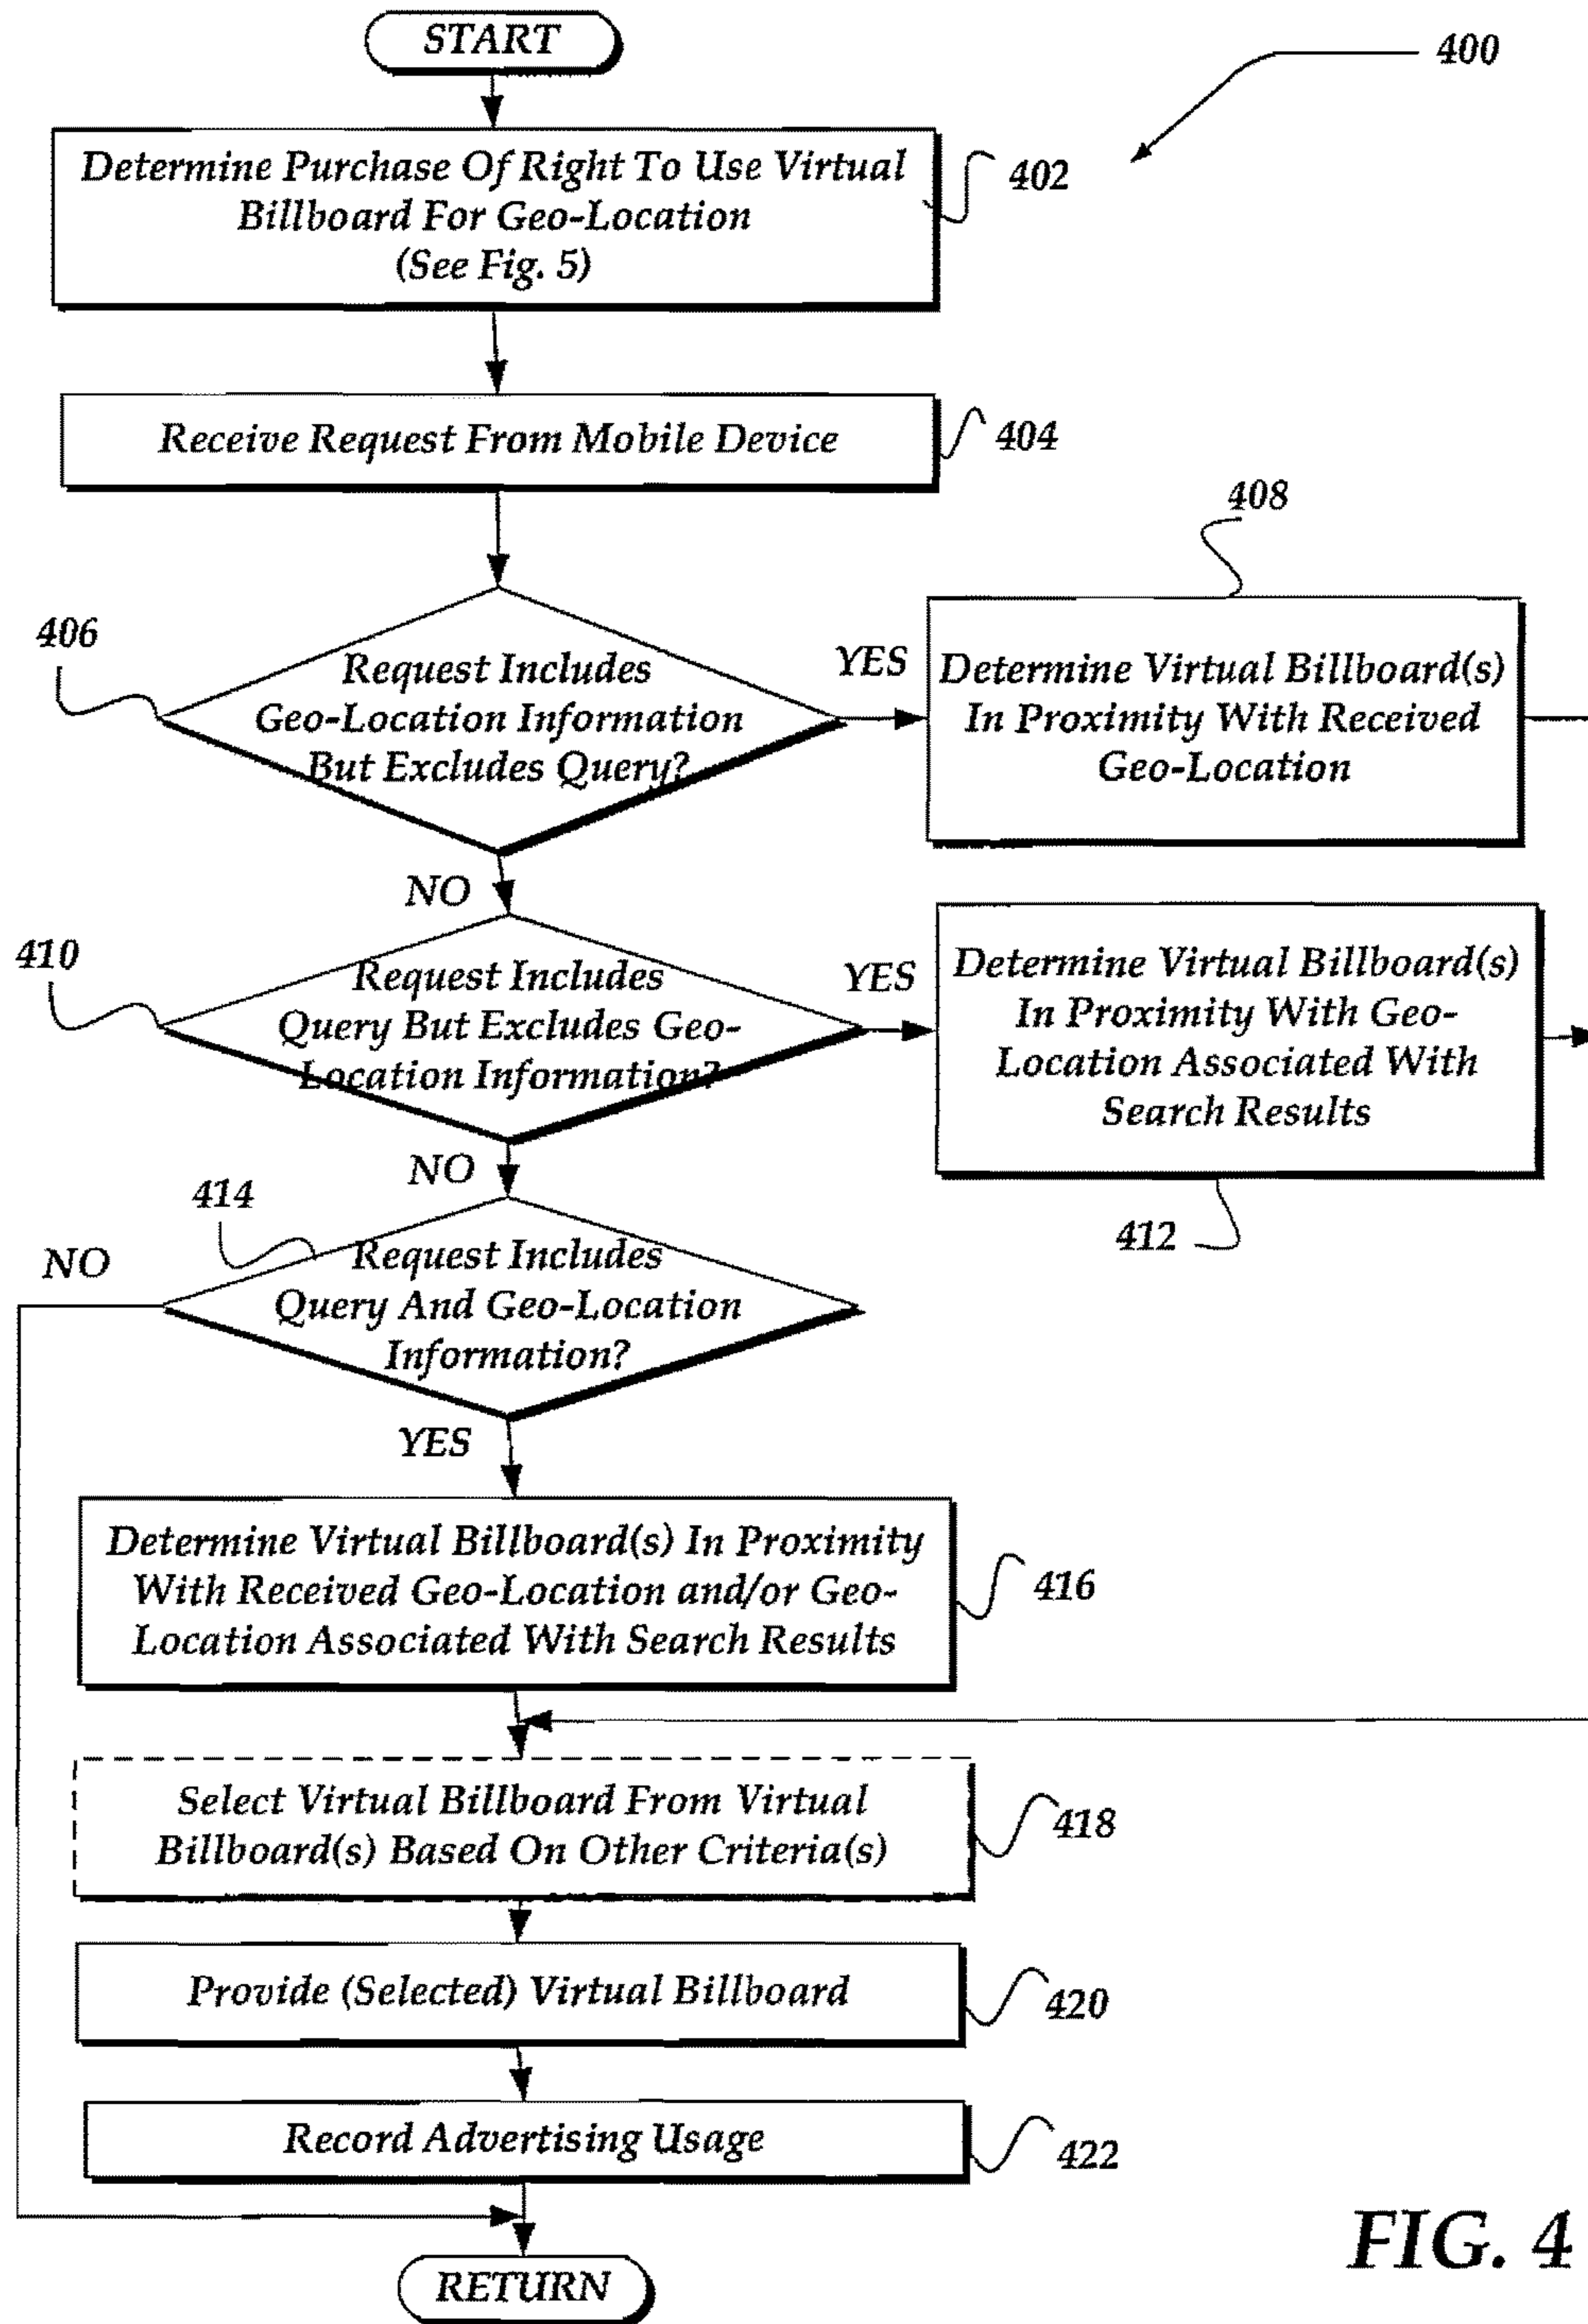 START
400
Determine Purchase Of Right To Use Virtual
Billboard For Geo-Location
(See Fig. 5)
402
Receive Request From Mobile Device
404
408
406
Request Includes
Geo-Location Information
But Excludes Query?
YES
Determine Virtual Billboard(s)
In Proximity With Received
Geo-Location
NO
410
Request Includes
Query But Excludes Geo-
Location Information?
YES
Determine Virtual Billboard(s)
In Proximity With Geo-
Location Associated With
Search Results
NO
412
414
NO
Request Includes
Query And Geo-Location
Information?
YES
Determine Virtual Billboard(s) In Proximity
With Received Geo-Location and/or Geo-
Location Associated With Search Results
416
Select Virtual Billboard From Virtual
Billboard(s) Based On Other Criteria(s)
418
Provide (Selected) Virtual Billboard
420
Record Advertising Usage
422
RETURN
FIG. 4